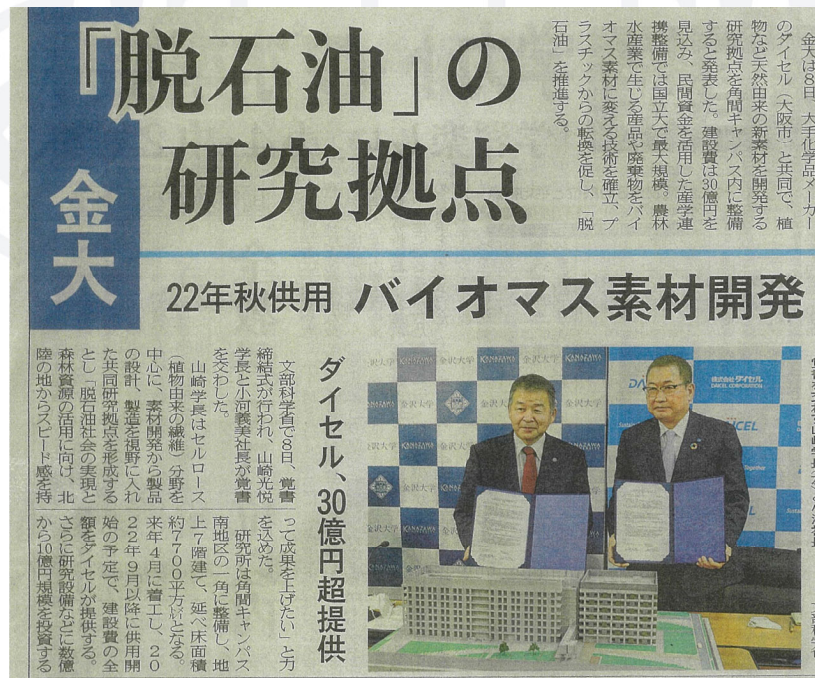 『脱石油」の
研究拠点
金大
22年秋供用 バイオマス素材開発
ダイセル、30億円超提供
金大は8日、大手化学品メーカー
のダイセル（大阪市）と共同で、植
物など天然由来の新素材を開発する
研究拠点を角間キャンパス内に整備
すると発表した。建設費は30億円を
見込み、民間資金を活用した産学連
携整備では国立大で最大規模。農林
水産業で生じる産品や廃棄物をバイ
オマス素材に変える技術を確立、プ
ラスチックからの転換を促し、「脱
石油」を推進する。
文部科学省で8日、覚書
締結式が行われ、山崎光悦
学長と小河義美社長が覚書
を交わした。
山崎学長はセルロース
（植物由来の繊維）分野を
中心に、素材開発から製品
の設計、製造を視野に入れ
た共同研究拠点を形成する
とし「脱石油社会の実現と
森林資源の活用に向け、北
陸の地からスピード感を持
って成果を上げたい」と力
を込めた。
研究所は角間キャンパス
南地区の一角に整備し、地
上7階建て、延べ床面積
約7700平方㍍となる。
来年4月に着工し、20
22年9月以降に供用開
始の予定で、建設費の全
額をダイセルが提供する。
さらに研究設備などに数億
から10億円規模を投資する
金沢大学
KANAZAWA
株式会社ダイセル
DAICEL CORPORATION